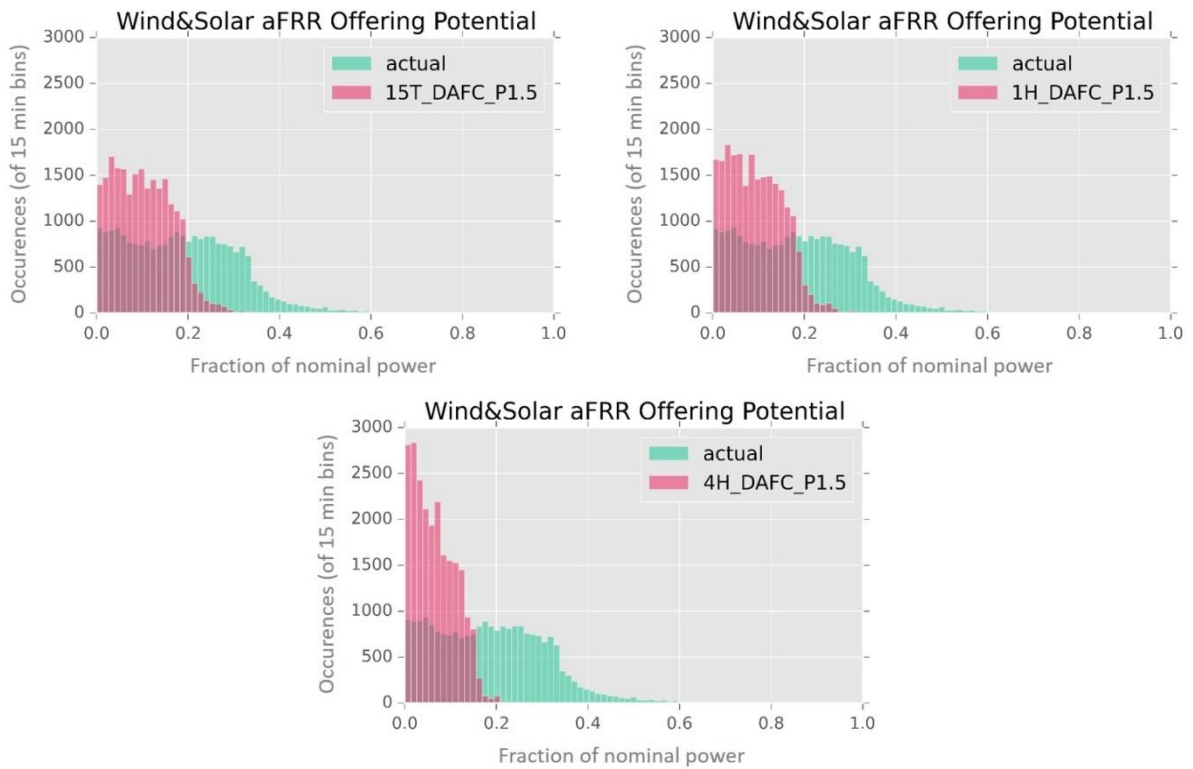 Wind&Solar aFRR Offering Potential
Occurences (of 15 min bins)
3000
2500
2000
1500
1000
500
0
actual
15T_DAFC_P1.5
0.0 0.2 0.4 0.6 0.8 1.0
Fraction of nominal power
Wind&Solar aFRR Offering Potential
Occurences (of 15 min bins)
3000
2500
2000
1500
1000
500
0
actual
1H_DAFC_P1.5
0.0 0.2 0.4 0.6 0.8 1.0
Fraction of nominal power
Wind&Solar aFRR Offering Potential
Occurences (of 15 min bins)
3000
2500
2000
1500
1000
500
0
actual
4H_DAFC_P1.5
0.0 0.2 0.4 0.6 0.8 1.0
Fraction of nominal power